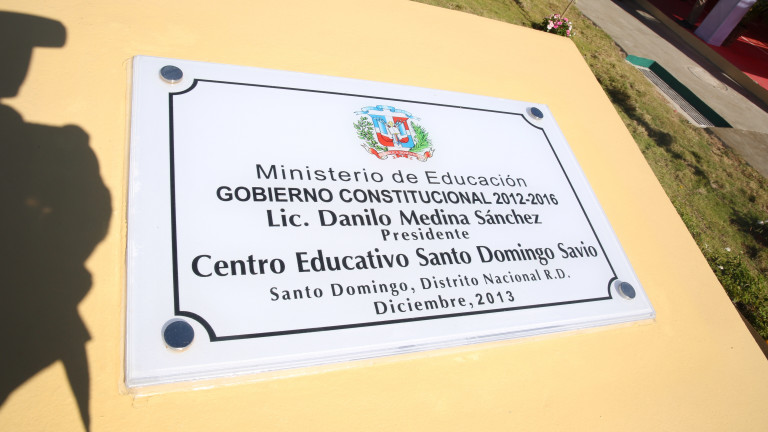 Ministerio de Educación
GOBIERNO CONSTITUCIONAL 2012-2016
Lic. Danilo Medina Sánchez
Presidente
Centro Educativo Santo Domingo Savio
Santo Domingo, Distrito Nacional R.D.
Diciembre, 2013